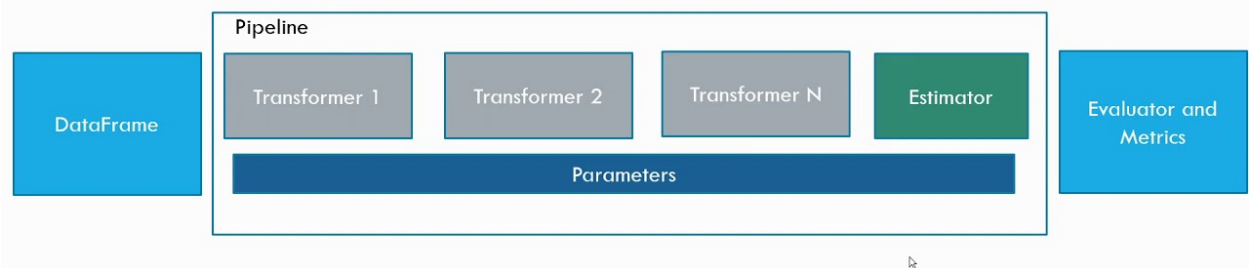 Pipeline
DataFrame
Transformer 1
Transformer 2
Transformer N
Estimator
Parameters
Evaluator and
Metrics